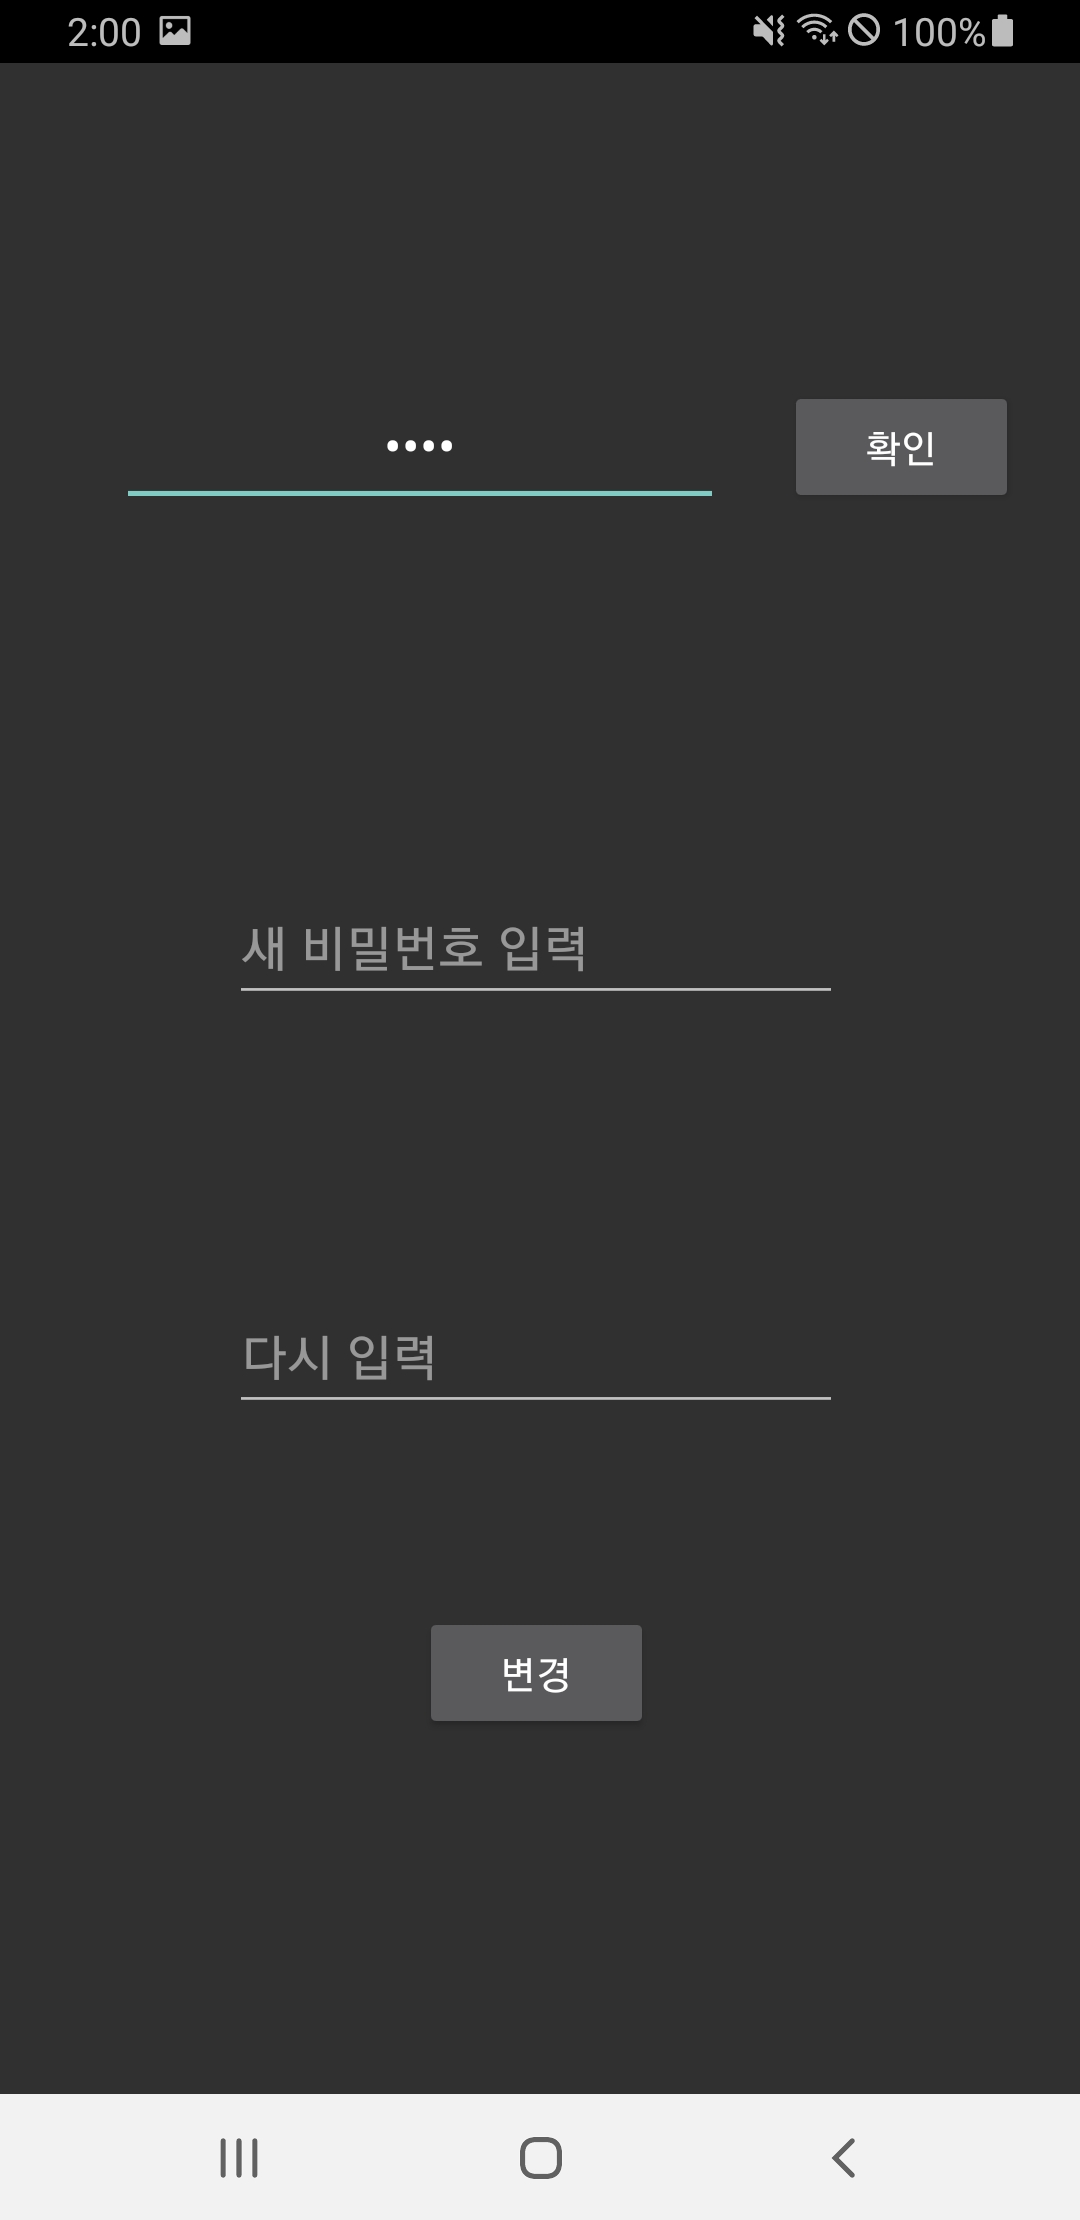 2:00 100%
•••• 확인
새 비밀번호 입력
다시 입력
변경